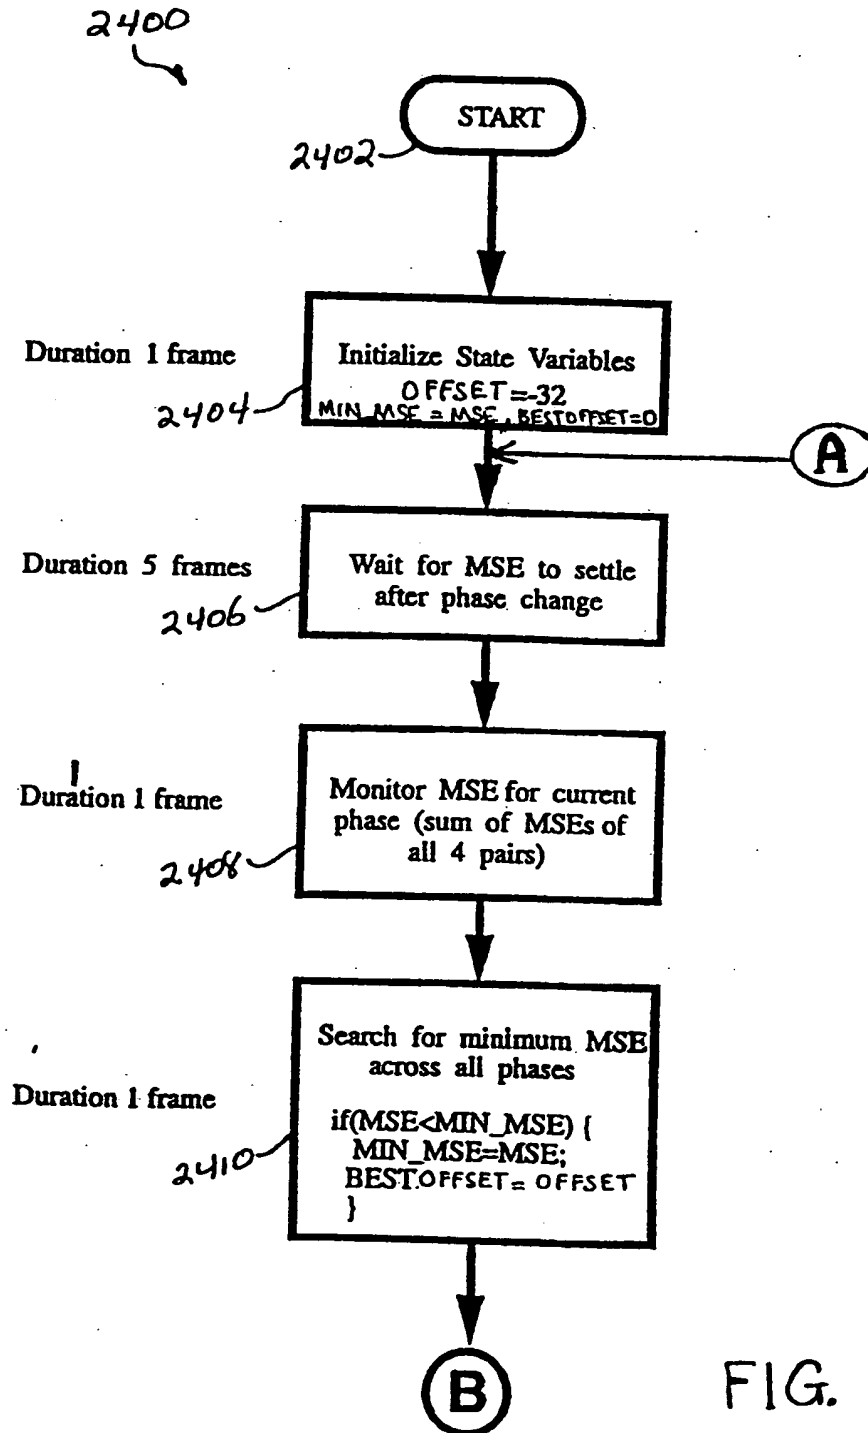 2400
START
2402
Duration 1 frame
Initialize State Variables
OFFSET=-32
MIN_MSE = MSE, BESTOFFSET=0
2404
A
Duration 5 frames
Wait for MSE to settle
after phase change
2406
Duration 1 frame
Monitor MSE for current
phase (sum of MSEs of
all 4 pairs)
2408
Search for minimum MSE
across all phases
Duration 1 frame
if(MSE<MIN_MSE) {
MIN_MSE=MSE;
BEST.OFFSET = OFFSET
}
2410
B
FIG.